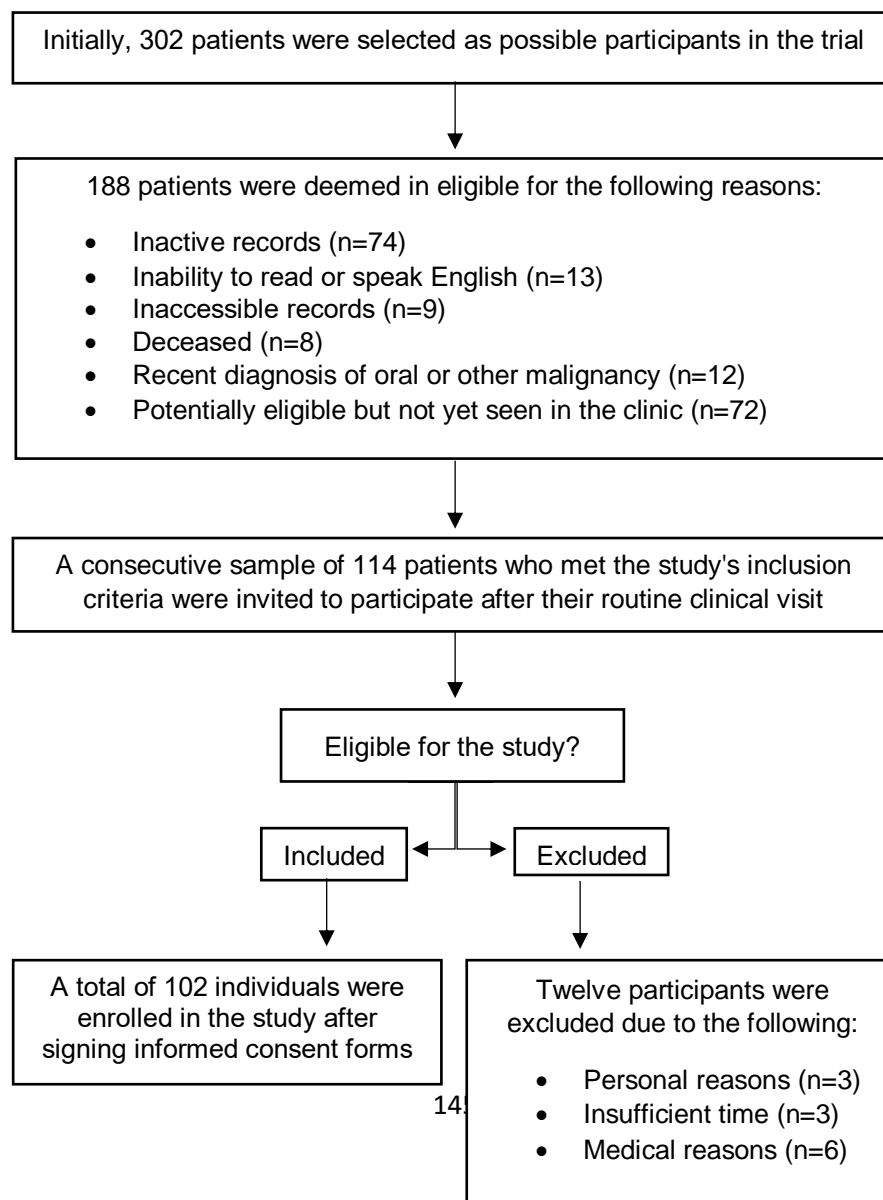 Initially, 302 patients were selected as possible participants in the trial
188 patients were deemed in eligible for the following reasons:
• Inactive records (n=74)
• Inability to read or speak English (n=13)
• Inaccessible records (n=9)
• Deceased (n=8)
• Recent diagnosis of oral or other malignancy (n=12)
• Potentially eligible but not yet seen in the clinic (n=72)
A consecutive sample of 114 patients who met the study's inclusion
criteria were invited to participate after their routine clinical visit
Eligible for the study?
Included
Excluded
A total of 102 individuals were
enrolled in the study after
signing informed consent forms
Twelve participants were
excluded due to the following:
• Personal reasons (n=3)
• Insufficient time (n=3)
• Medical reasons (n=6)